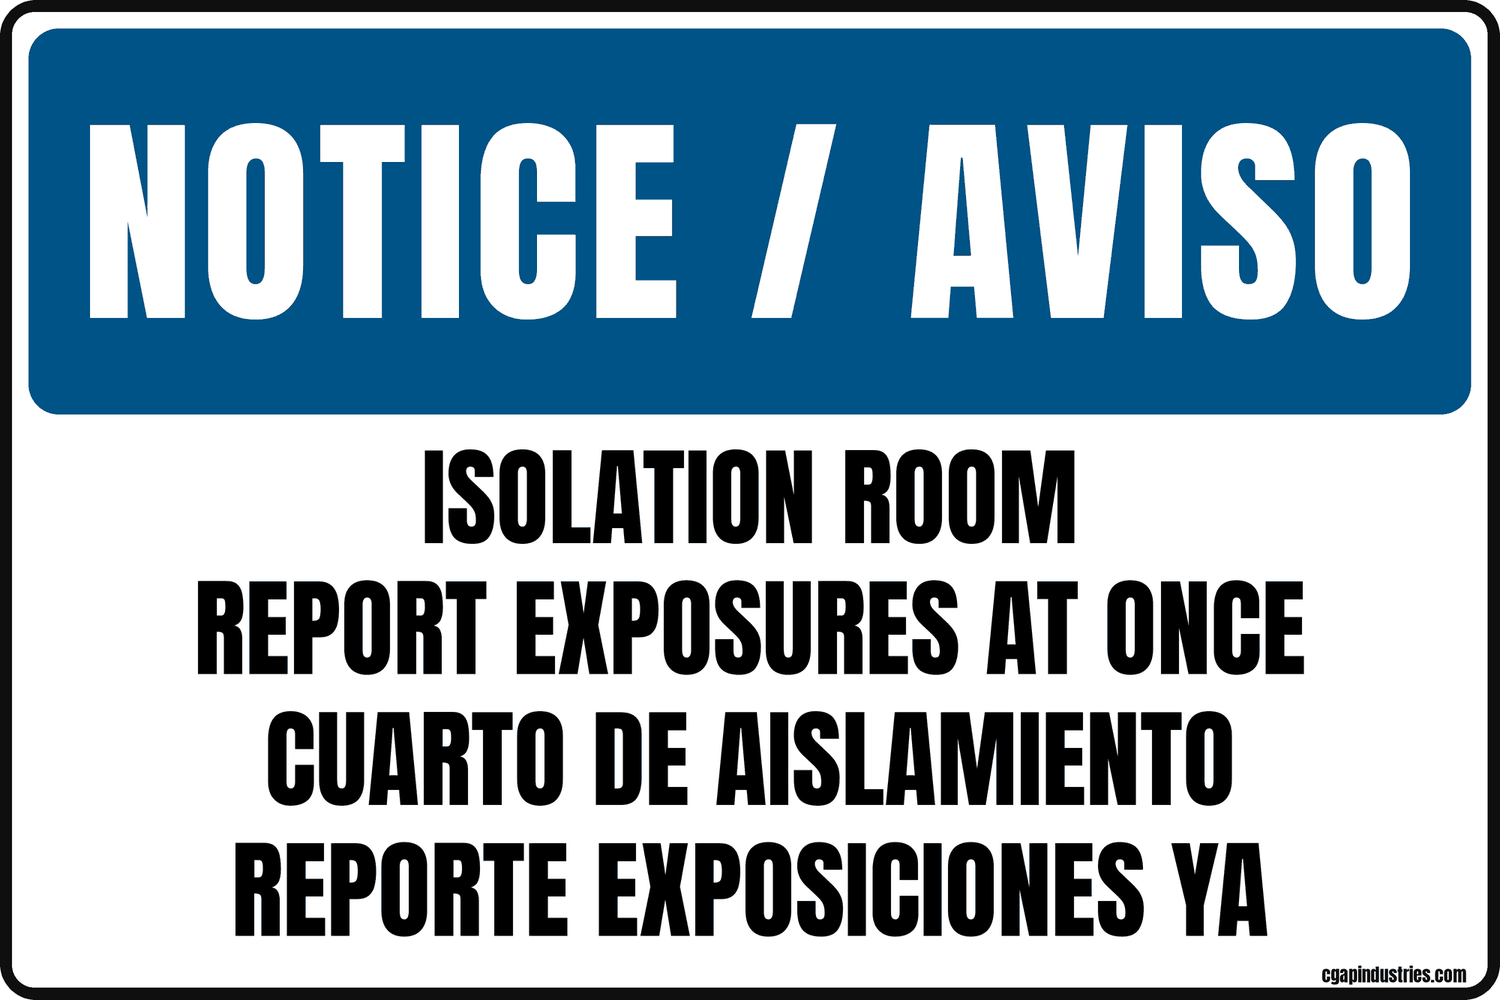 NOTICE / AVISO
ISOLATION ROOM
REPORT EXPOSURES AT ONCE
CUARTO DE AISLAMIENTO
REPORTE EXPOSICIONES YA
cgapindustries.com